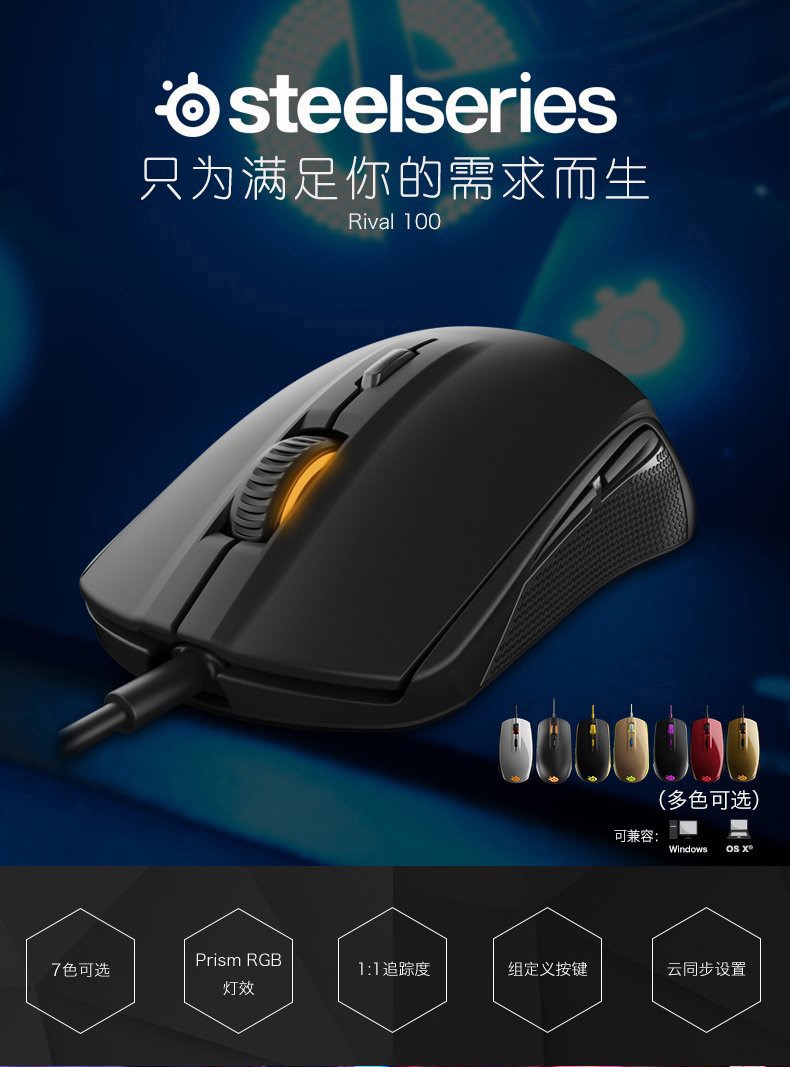 steelseries
只为满足你的需求而生
Rival 100
(多色可选)
可兼容:
Windows
OS X®
7色可选
Prism RGB
灯效
1:1追踪度
组定义按键
云同步设置